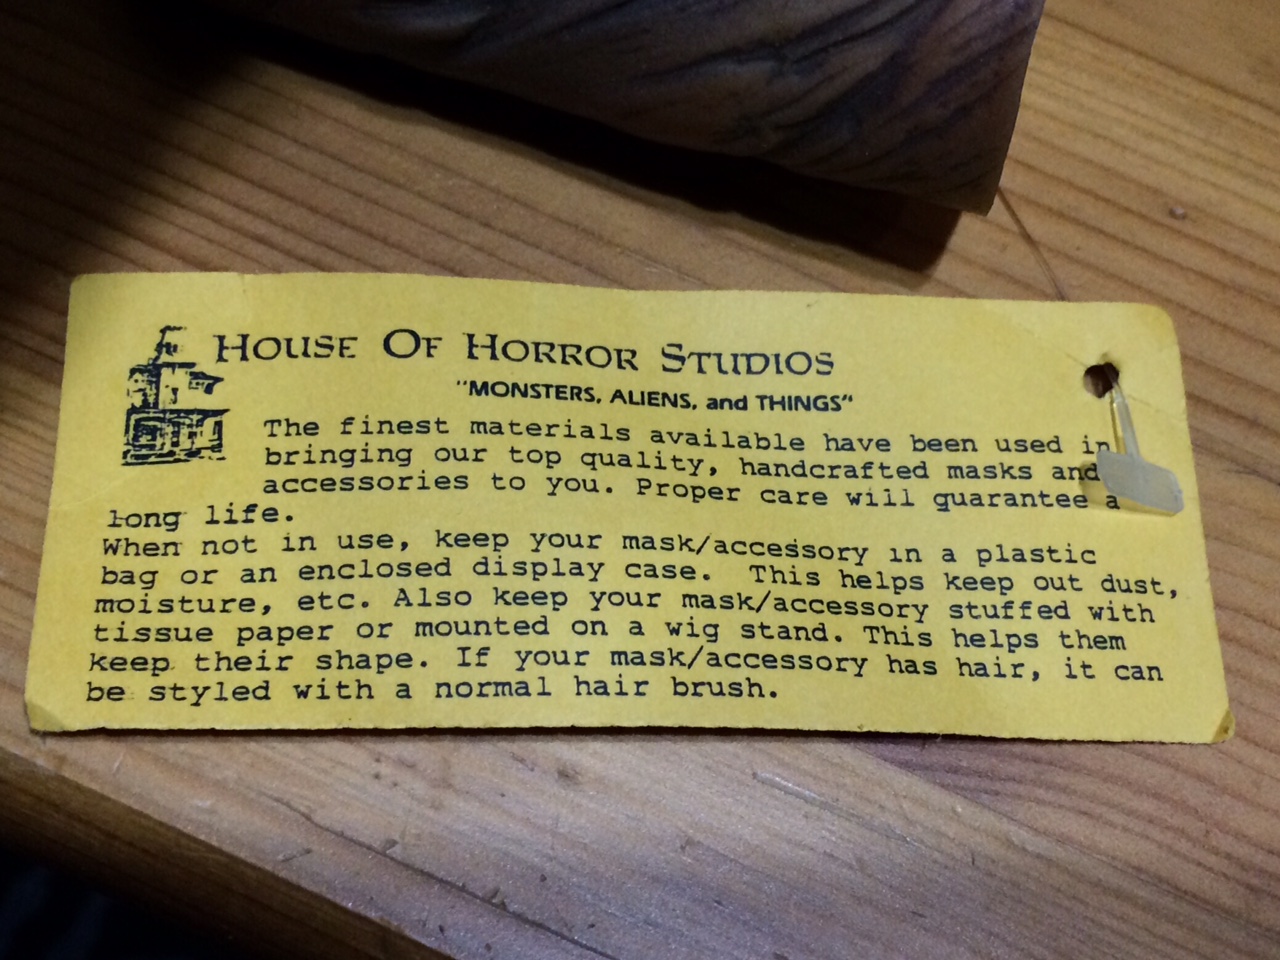 HOUSE OF HORROR STUDIOS
"MONSTERS, ALIENS, and THINGS"
The finest materials available have been used in
bringing our top quality, handcrafted masks and
accessories to you. Proper care will guarantee a
long life.
When not in use, keep your mask/accessory in a plastic
bag or an enclosed display case. This helps keep out dust,
moisture, etc. Also keep your mask/accessory stuffed with
tissue paper or mounted on a wig stand. This helps them
keep their shape. If your mask/accessory has hair, it can
be styled with a normal hair brush.